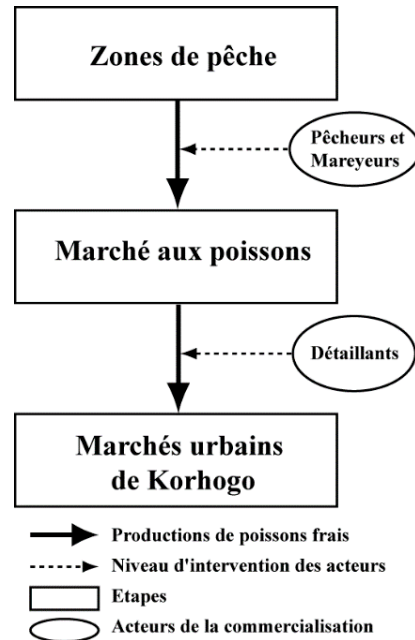 Zones de pêche
Pêcheurs et
Mareyeurs
Marché aux poissons
Détaillants
Marchés urbains
de Korhogo
Productions de poissons frais
Niveau d'intervention des acteurs
Etapes
Acteurs de la commercialisation